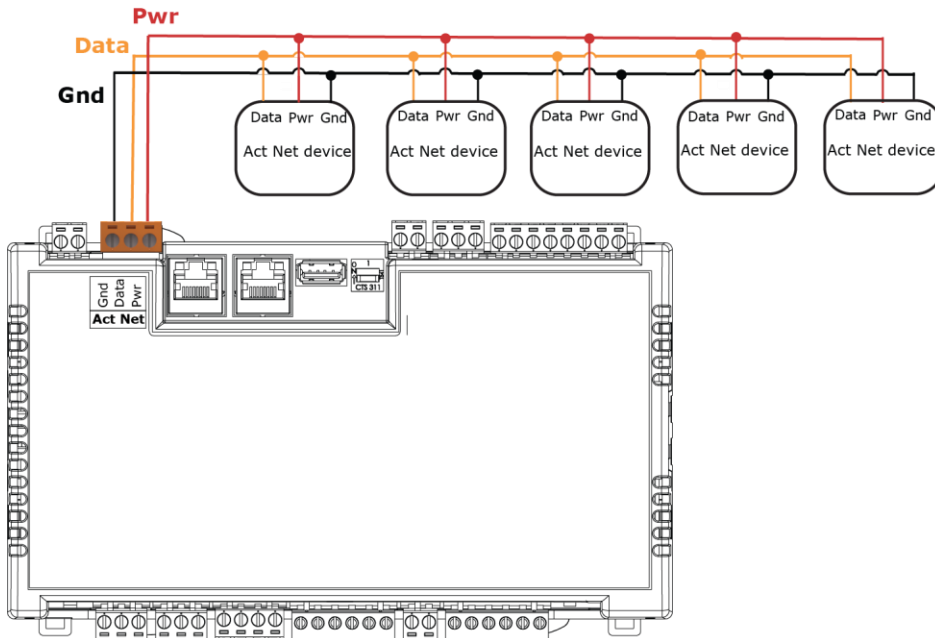 Pwr
Data
Gnd
Data Pwr Gnd
Act Net device
Data Pwr Gnd
Act Net device
Data Pwr Gnd
Act Net device
Data Pwr Gnd
Act Net device
Data Pwr Gnd
Act Net device
Gnd
Data
Pwr
Act Net
CTS 311